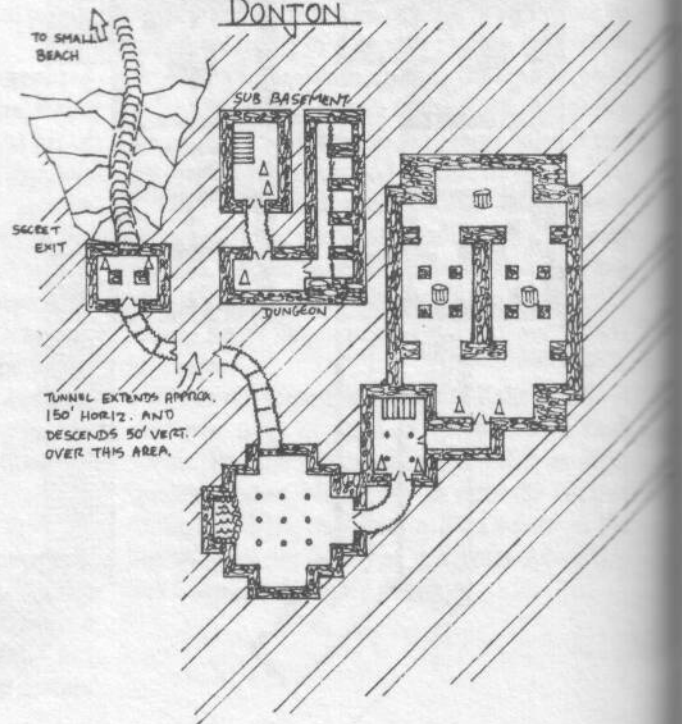 DONJON
TO SMALL
BEACH
SUB BASEMENT
SECRET
EXIT
DUNGEON
TUNNEL EXTENDS APPROX.
150' HORIZ. AND
DESCENDS 50' VERT.
OVER THIS AREA.